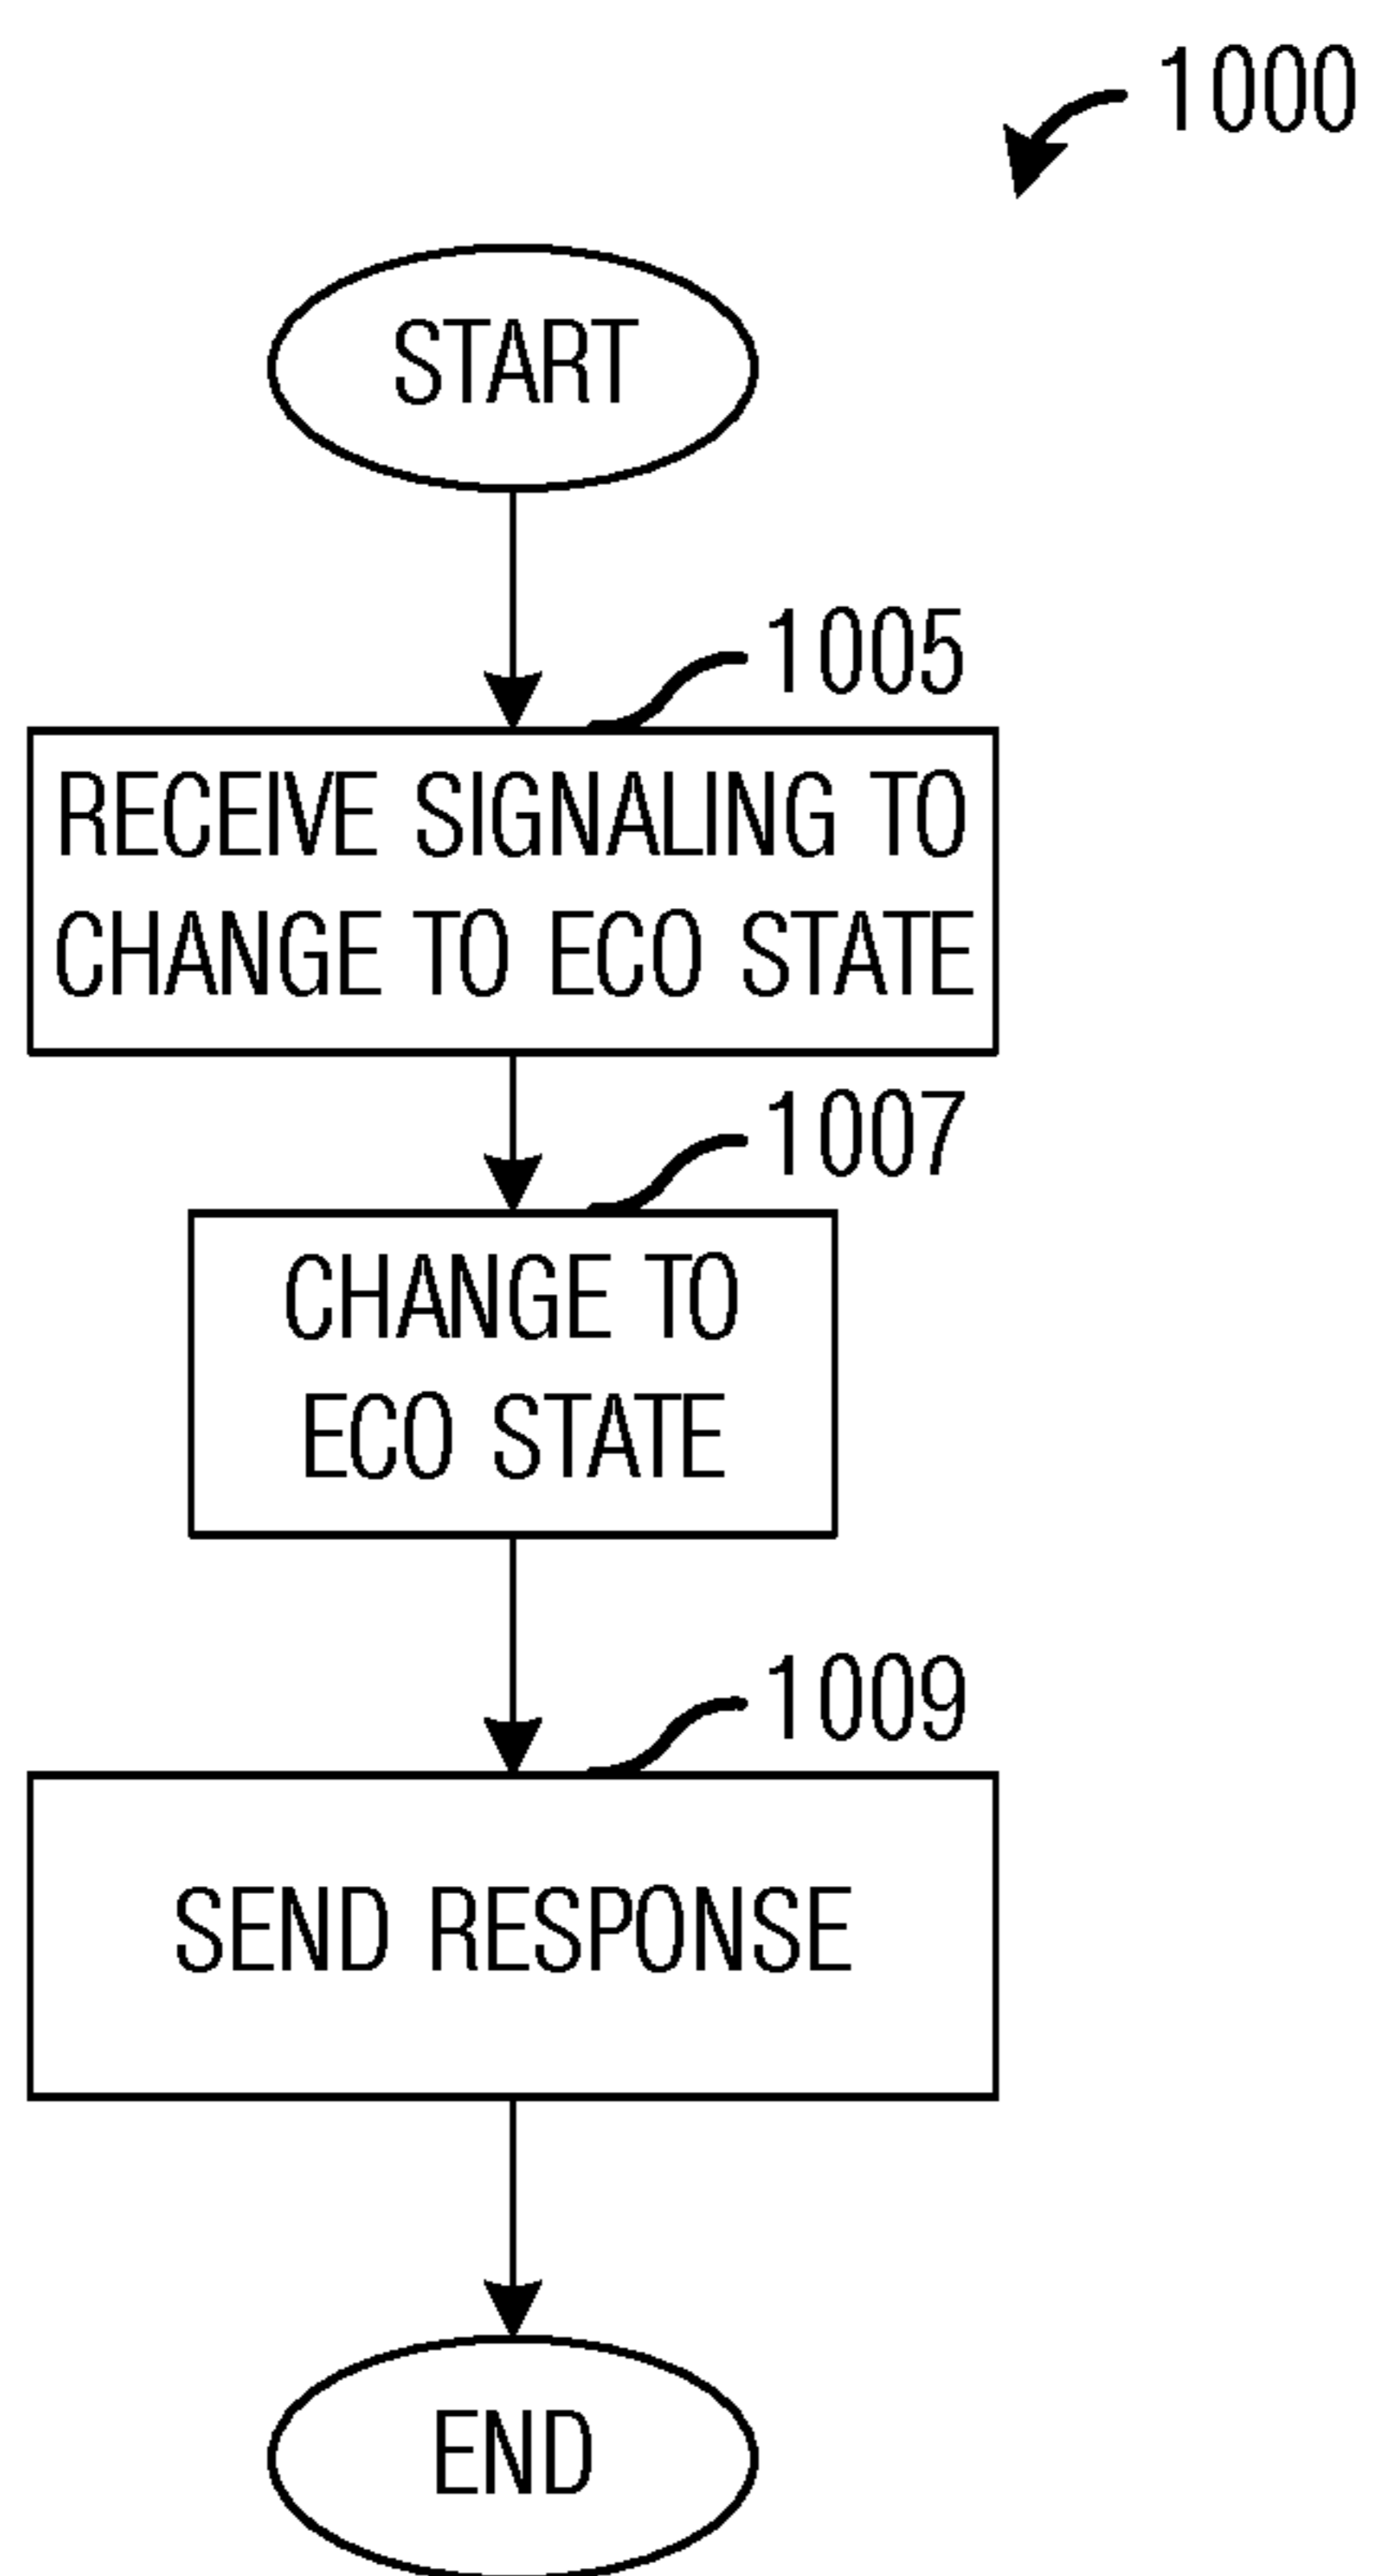 1000
START
1005
RECEIVE SIGNALING TO
CHANGE TO ECO STATE
1007
CHANGE TO
ECO STATE
1009
SEND RESPONSE
END